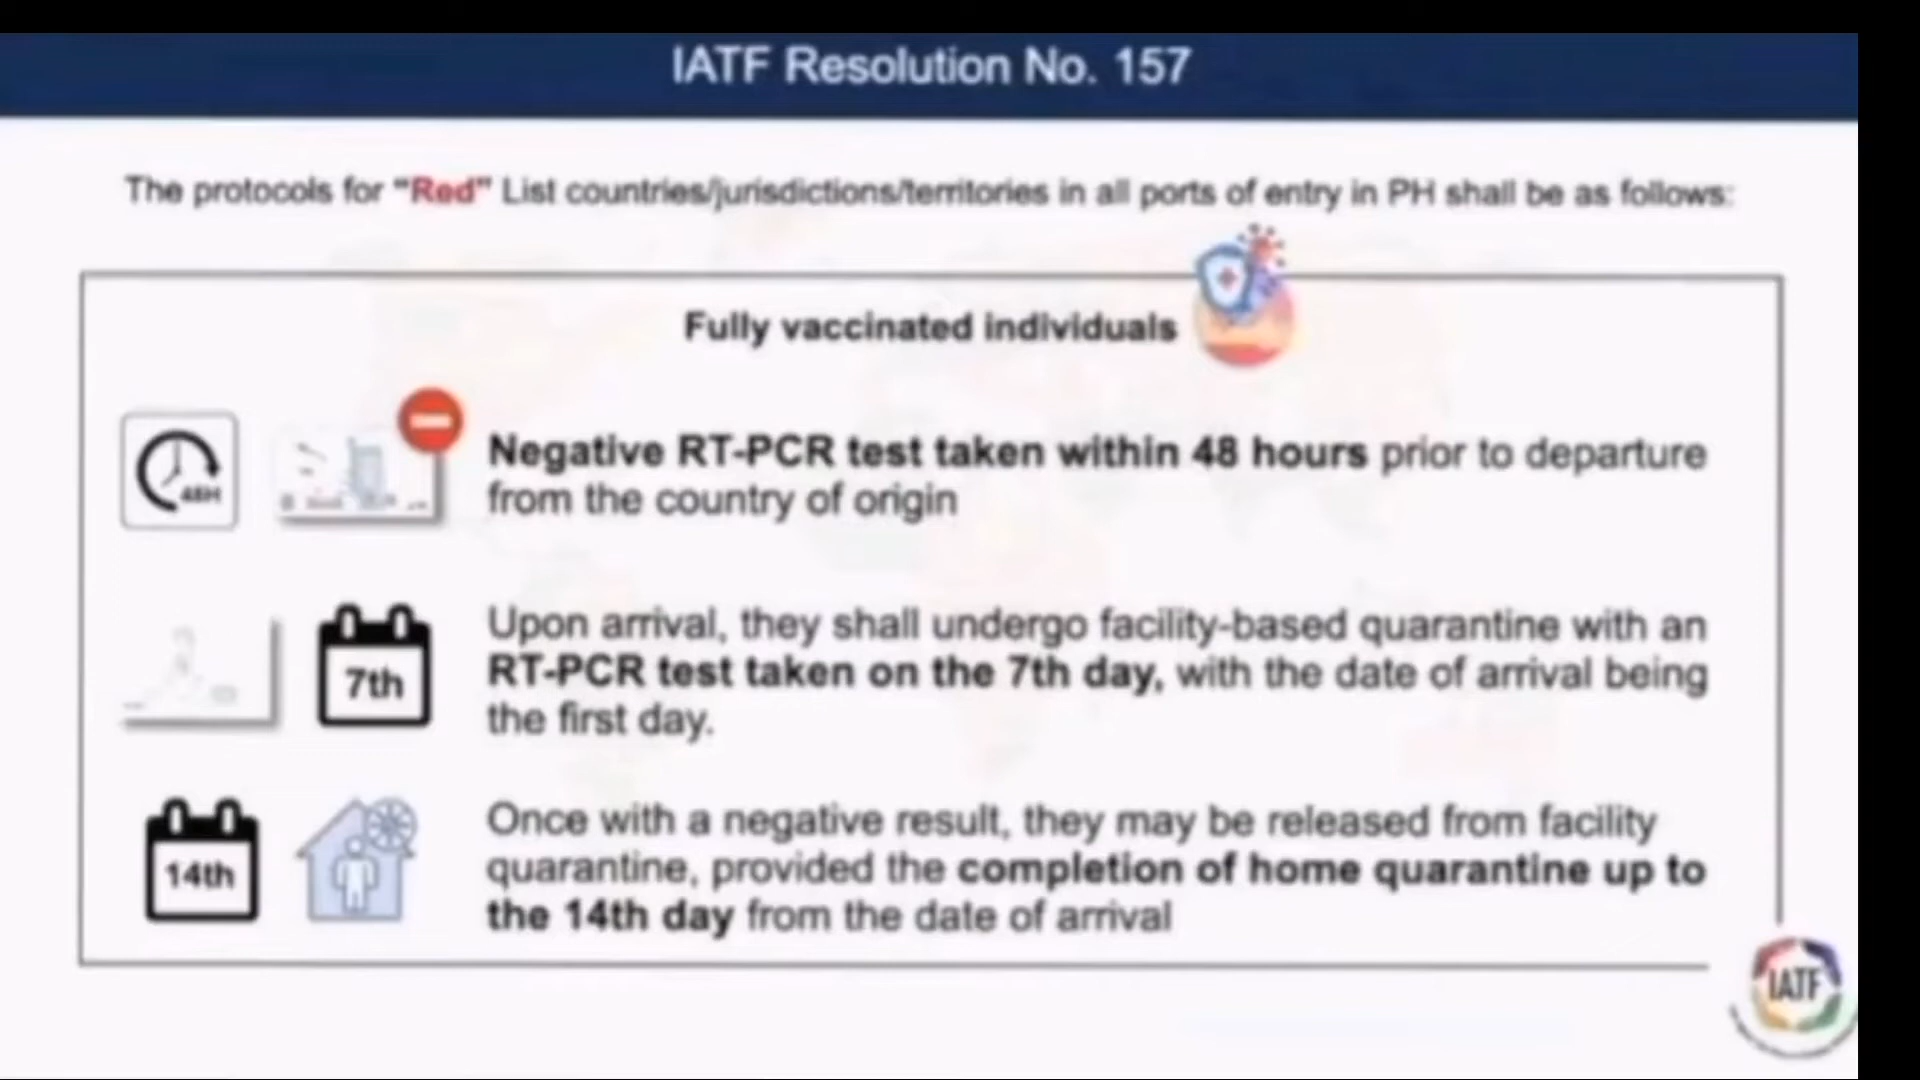 IATF Resolution No. 157
The protocols for "Red" List countries/jurisdictions/territories in all ports of entry in PH shall be as follows:
Fully vaccinated individuals
48H
Negative RT-PCR test taken within 48 hours prior to departure
from the country of origin
7th
Upon arrival, they shall undergo facility-based quarantine with an
RT-PCR test taken on the 7th day, with the date of arrival being
the first day.
14th
Once with a negative result, they may be released from facility
quarantine, provided the completion of home quarantine up to
the 14th day from the date of arrival
IATF